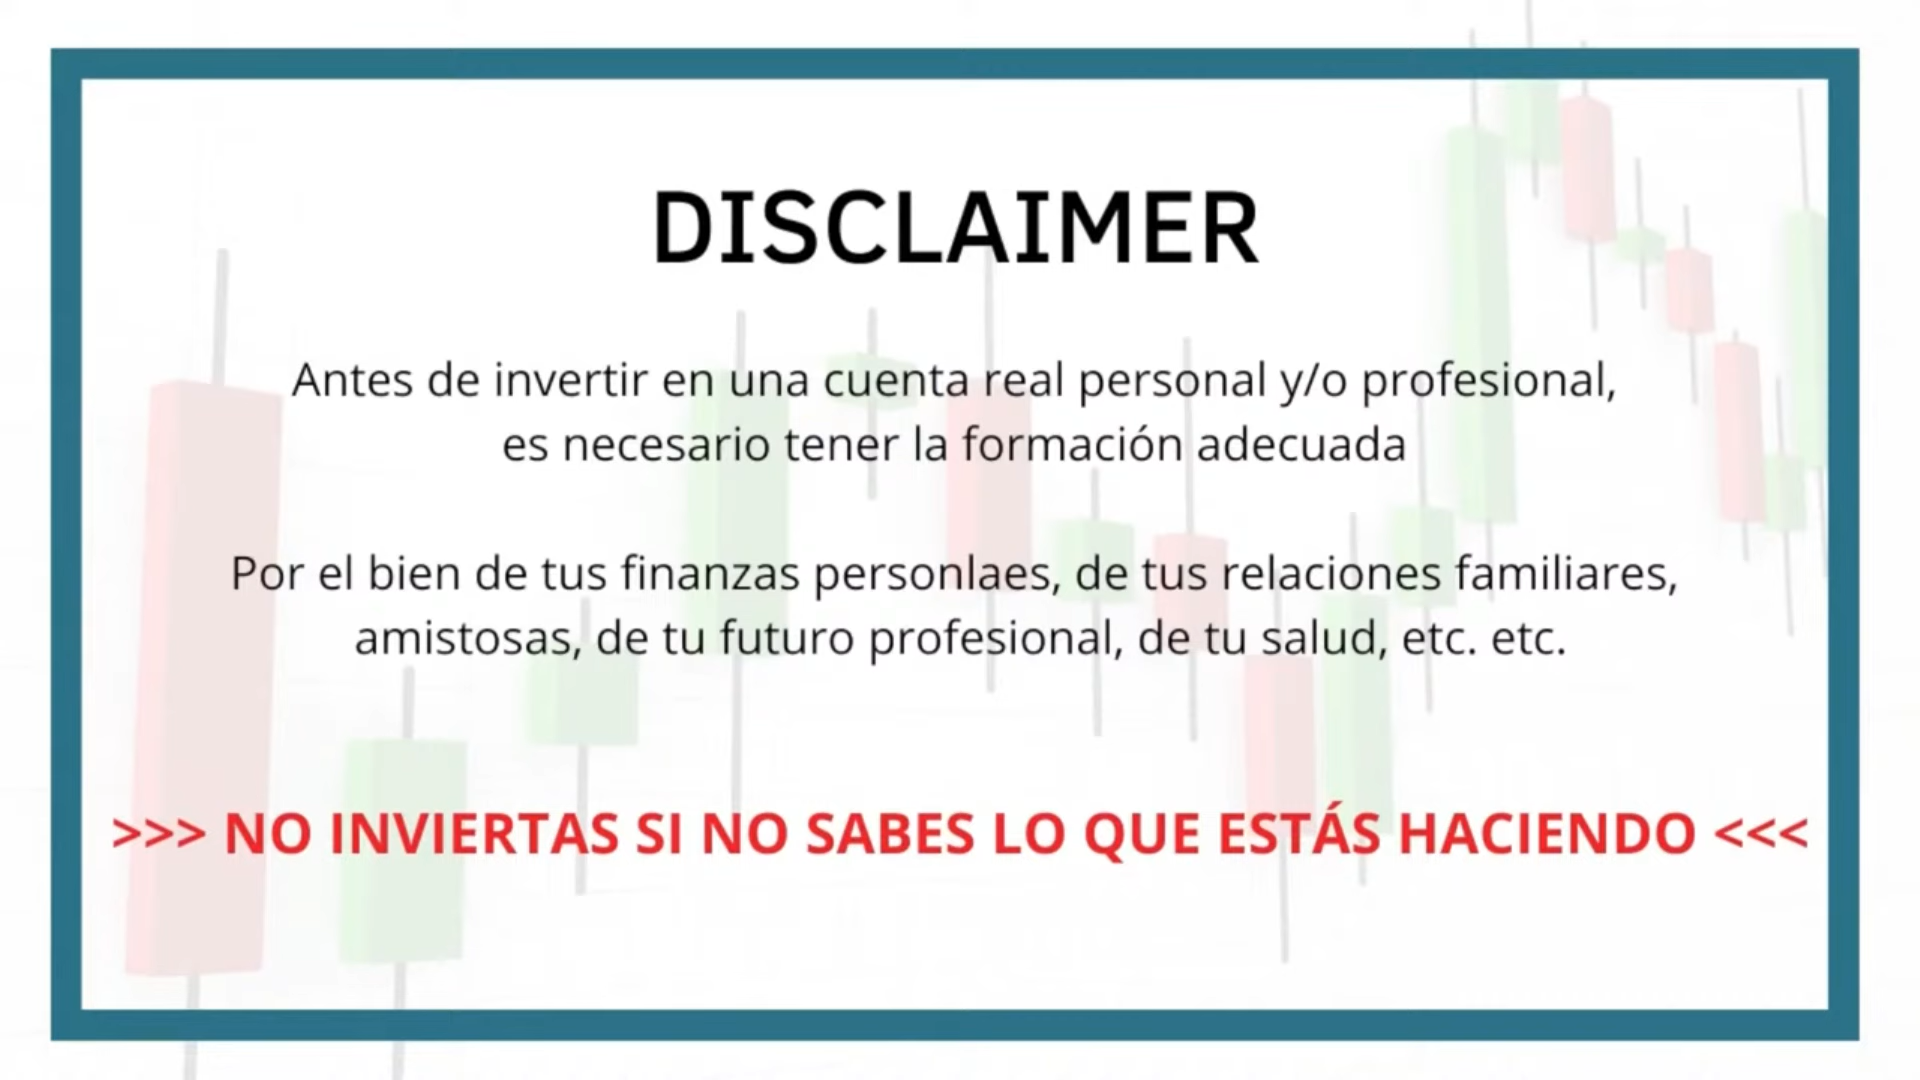 DISCLAIMER
Antes de invertir en una cuenta real personal y/o profesional,
es necesario tener la formación adecuada
Por el bien de tus finanzas personlaes, de tus relaciones familiares,
amistosas, de tu futuro profesional, de tu salud, etc. etc.
>>> NO INVIERTAS SI NO SABES LO QUE ESTÁS HACIENDO <<<